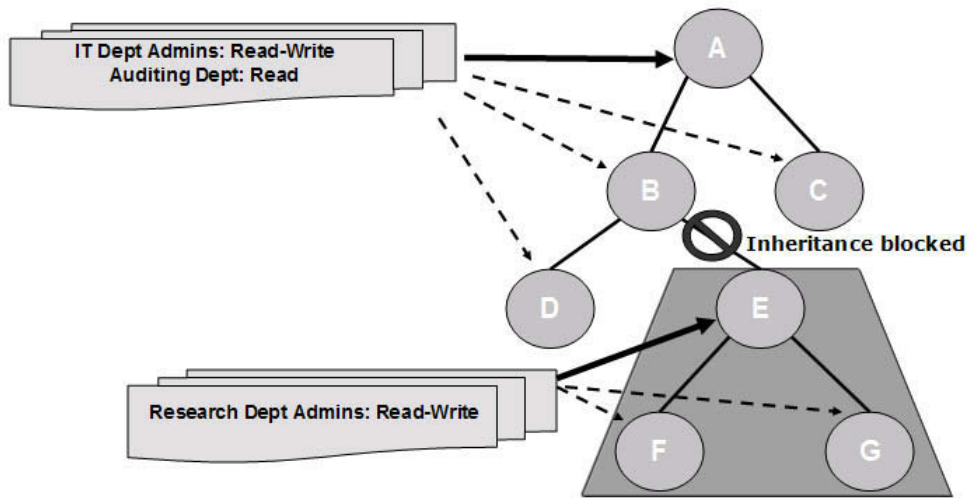 IT Dept Admins: Read-Write
Auditing Dept: Read
A
B
C
Inheritance blocked
D
E
Research Dept Admins: Read-Write
F
G